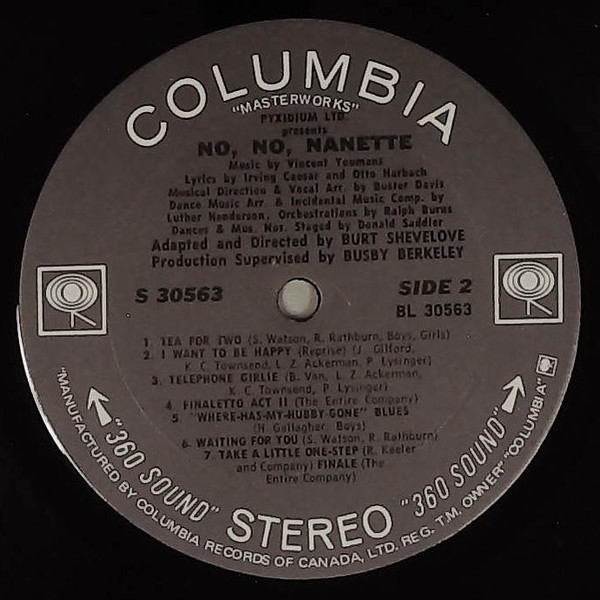 COLUMBIA
"MASTERWORKS"
PYXIDIUM LTD.
presents
NO, NO, NANETTE
Music by Vincent Youmans
Lyrics by Irving Caesar and Otto Harbach
Musical Direction & Vocal Arr. by Buster Davis
Dance Music Arr. & Incidental Music Comp. by
Luther Henderson, Orchestrations by Ralph Burns
Dances & Mus. Nos. Staged by Donald Saddler
Adapted and Directed by BURT SHEVELOVE
Production Supervised by BUSBY BERKELEY
S 30563
SIDE 2
BL 30563
1. TEA FOR TWO (S. Watson, R. Rathburn, Boys, Girls)
2. I WANT TO BE HAPPY (Reprise) (J. Gilford,
K. C. Townsend, L. Z. Ackerman, P. Lysinger)
3. TELEPHONE GIRLIE (B. Van, L. Z. Ackerman,
K. C. Townsend, P. Lysinger)
4. FINALETTO ACT II (The Entire Company)
5. "WHERE-HAS-MY-HUBBY GONE" BLUES
(H. Gallagher, Boys)
6. WAITING FOR YOU (S. Watson, R. Rathburn)
7. TAKE A LITTLE ONE-STEP (R. Keeler
and Company) FINALE (The
Entire Company)
"360 SOUND" STEREO "360 SOUND"
"MANUFACTURED BY COLUMBIA RECORDS OF CANADA, LTD. REG. T.M. OWNER" "COLUMBIA"